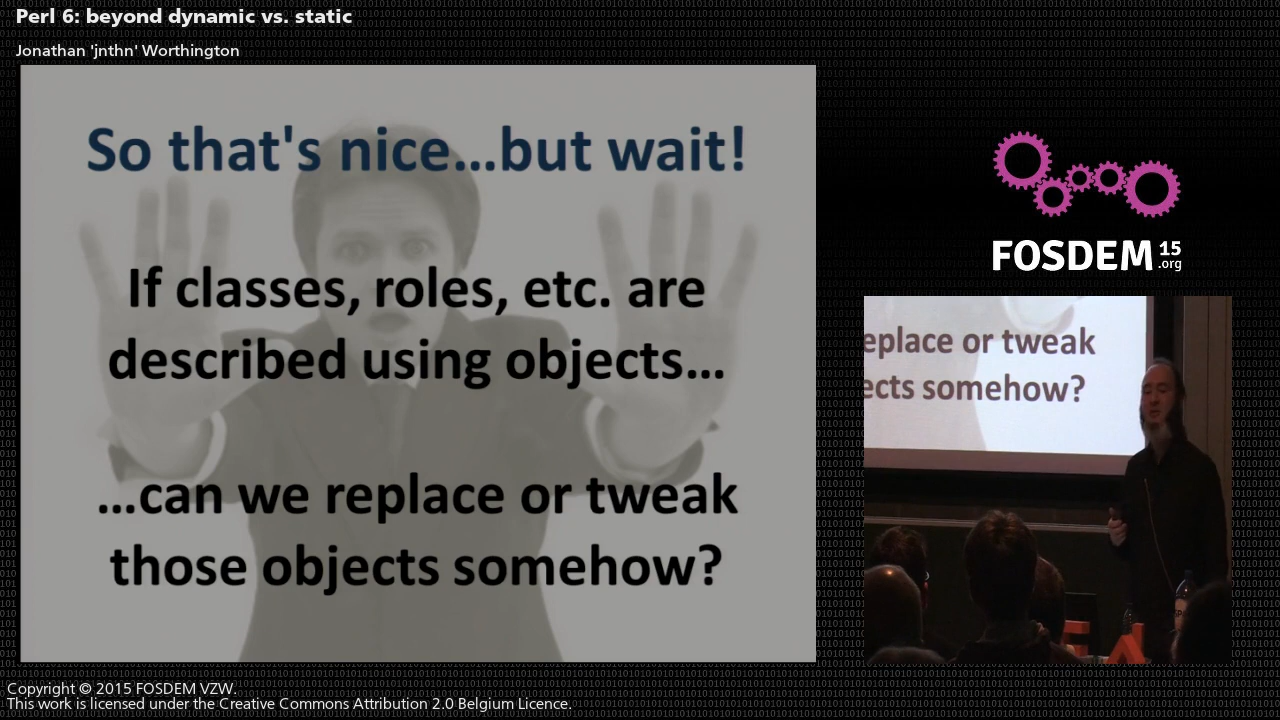 Perl 6: beyond dynamic vs. static
Jonathan 'jnthn' Worthington
So that's nice...but wait!
If classes, roles, etc. are
described using objects...
...can we replace or tweak
those objects somehow?
FOSDEM 15
.org
eplace or tweak
ects somehow?
Copyright © 2015 FOSDEM VZW.
This work is licensed under the Creative Commons Attribution 2.0 Belgium Licence.